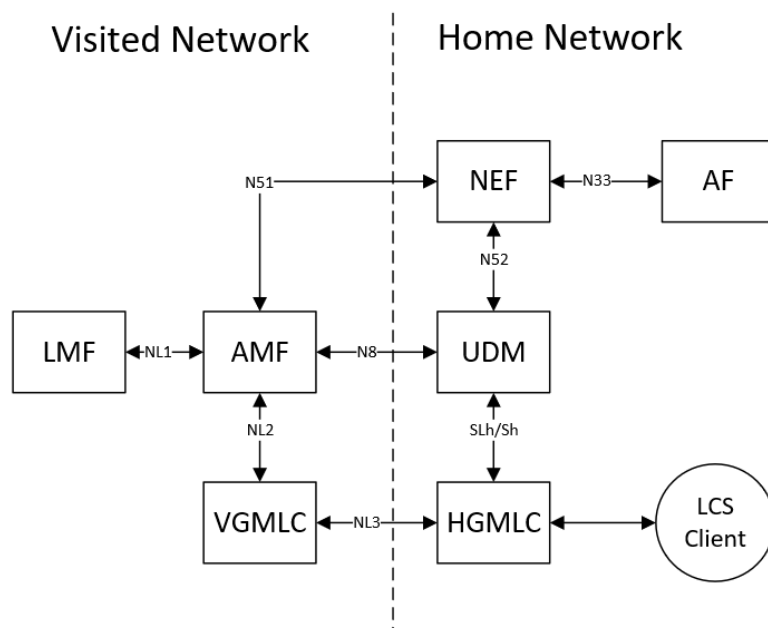 Visited Network
Home Network
N51
NEF
N33
AF
N52
LMF
NL1
AMF
N8
UDM
NL2
SLh/Sh
VGMLC
NL3
HGMLC
LCS
Client